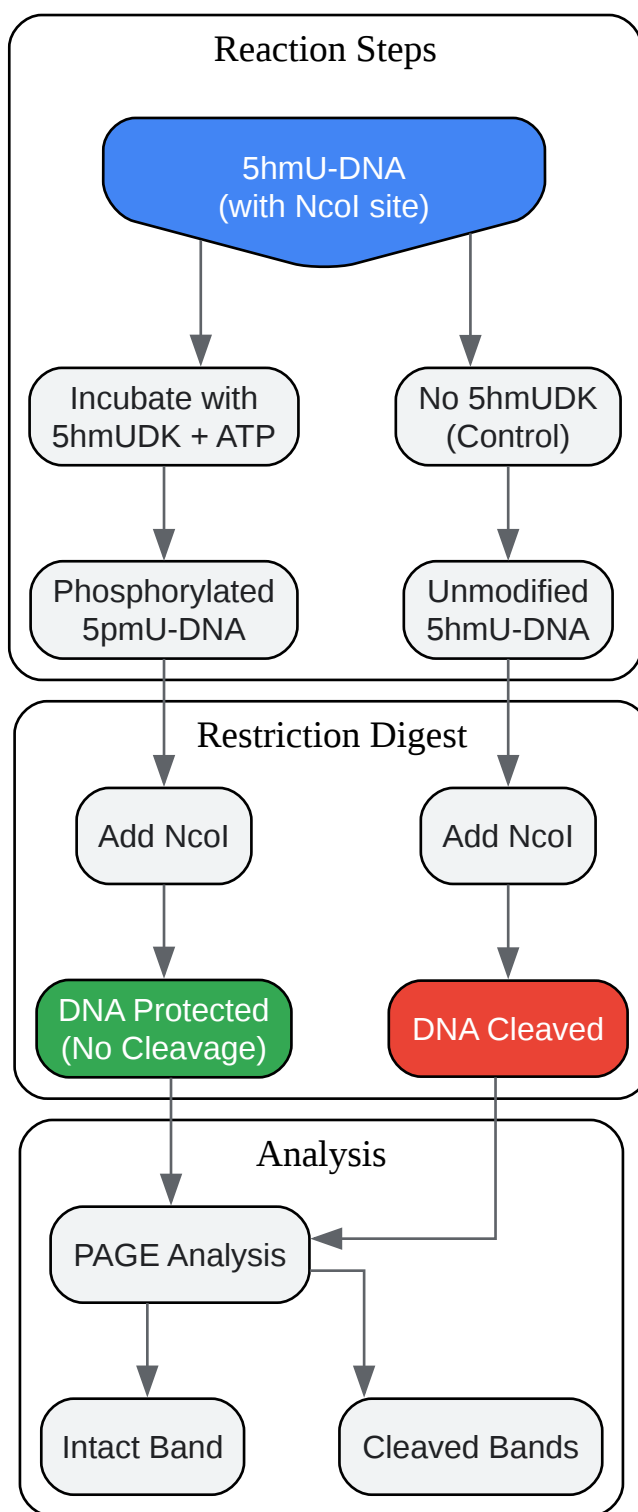 Reaction Steps
5hmU-DNA
(with NcoI site)
Incubate with
5hmUDK + ATP
No 5hmUDK
(Control)
Phosphorylated
5pmU-DNA
Unmodified
5hmU-DNA
Restriction Digest
Add NcoI
Add NcoI
DNA Protected
(No Cleavage)
DNA Cleaved
Analysis
PAGE Analysis
Intact Band
Cleaved Bands